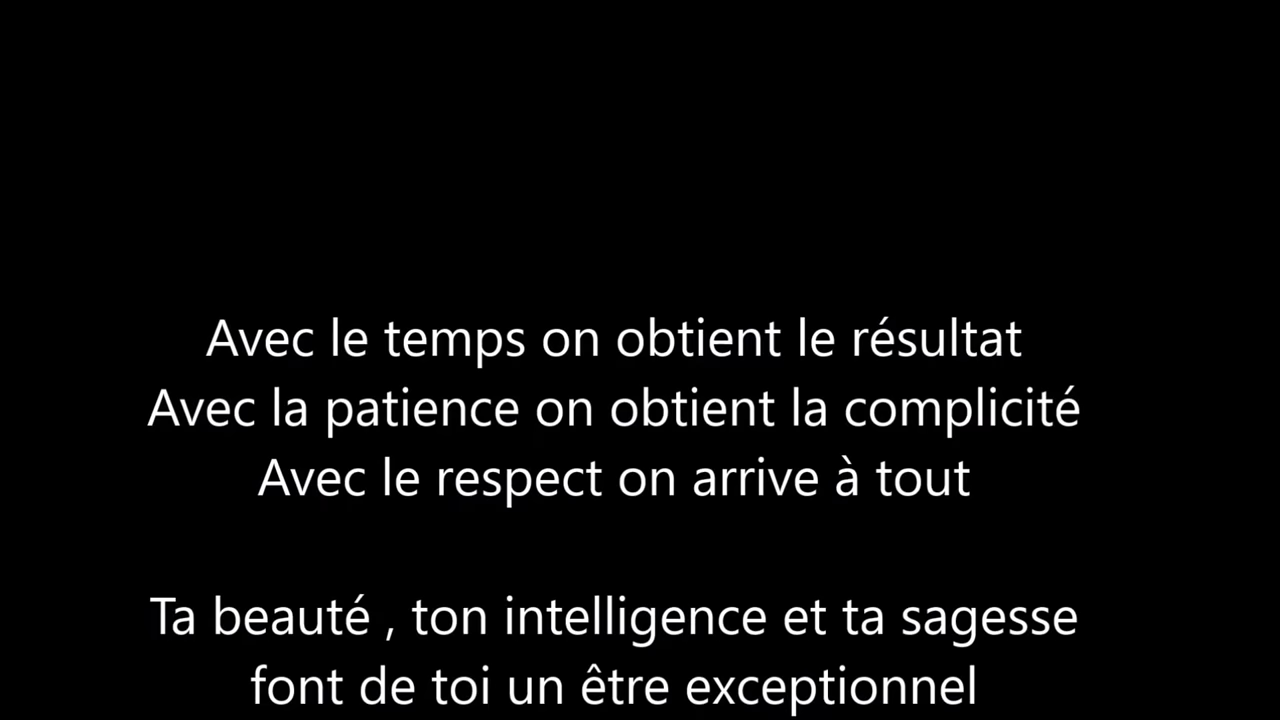 Avec le temps on obtient le résultat
Avec la patience on obtient la complicité
Avec le respect on arrive à tout
Ta beauté , ton intelligence et ta sagesse
font de toi un être exceptionnel